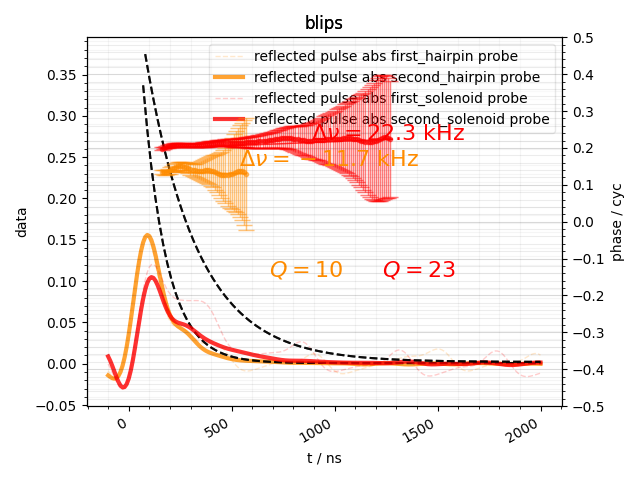 blips
reflected pulse abs first_hairpin probe
reflected pulse abs second_hairpin probe
reflected pulse abs first_solenoid probe
reflected pulse abs second_solenoid probe
Δν = 22.3 kHz
Δν = −11.7 kHz
Q = 10
Q = 23
data
0.35
0.30
0.25
0.20
0.15
0.10
0.05
0.00
−0.05
0.5
0.4
0.3
0.2
0.1
0.0
−0.1
−0.2
−0.3
−0.4
−0.5
phase / cyc
0
500
1000
1500
2000
t / ns